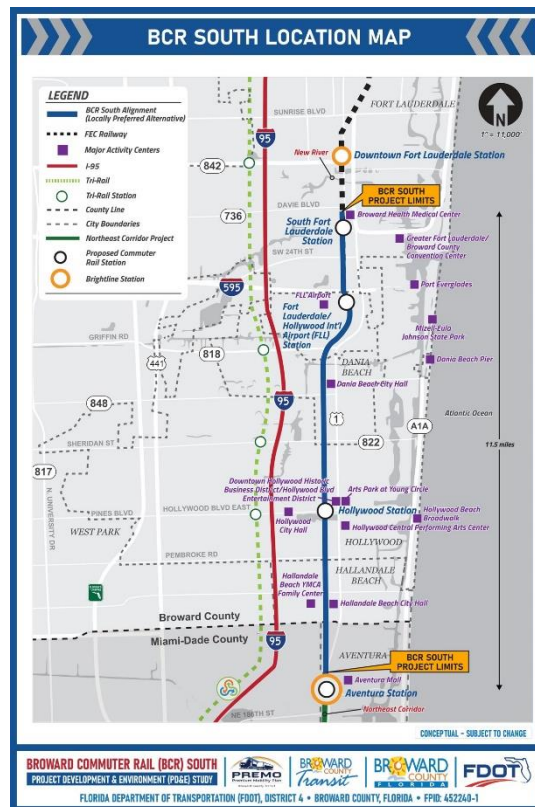 BCR SOUTH LOCATION MAP
LEGEND
BCR South Alignment
(Locally Preferred Alternative)
FEC Railway
Major Activity Centers
I-95
Tri-Rail
Tri-Rail Station
County Line
City Boundaries
Northeast Corridor Project
Proposed Commuter
Rail Station
Brightline Station
N
1" = 11,000'
FORT LAUDERDALE
SUNRISE BLVD
95
842
New River
Downtown Fort Lauderdale Station
BCR SOUTH
PROJECT LIMITS
DAVIE BLVD
736
Broward Health Medical Center
South Fort
Lauderdale
Station
Greater Fort Lauderdale/
Broward County
Convention Center
SW 24TH ST
595
Port Everglades
FLL Airport
Fort
Lauderdale/
Hollywood Int'l
Airport (FLL)
Station
Mizell-Eula
Johnson State Park
GRIFFIN RD
818
441
DANIA
BEACH
Dania Beach Pier
Dania Beach City Hall
848
95
1
A1A
Atlantic Ocean
11.5 miles
SHERIDAN ST
822
817
N. UNIVERSITY DR
Downtown Hollywood Historic
Business District/Hollywood Blvd
Entertainment District
Arts Park at Young Circle
PINES BLVD
HOLLYWOOD BLVD EAST
Hollywood Station
Hollywood Beach
Broadwalk
WEST PARK
Hollywood
City Hall
Hollywood Central Performing Arts Center
HOLLYWOOD
PEMBROKE RD
HALLANDALE
BEACH
Hallandale
Beach YMCA
Family Center
Hallandale Beach City Hall
Broward County
Miami-Dade County
95
AVENTURA
BCR SOUTH
PROJECT LIMITS
Aventura Mall
Aventura Station
Northeast Corridor
NE 186TH ST
CONCEPTUAL - SUBJECT TO CHANGE
BROWARD COMMUTER RAIL (BCR) SOUTH
PROJECT DEVELOPMENT & ENVIRONMENT (PD&E) STUDY
PREMO
BROWARD
COUNTY
Transit
BROWARD
COUNTY
FLORIDA
FDOT
FLORIDA DEPARTMENT OF TRANSPORTATION (FDOT), DISTRICT 4 • BROWARD COUNTY, FLORIDA • FPID: 452240-1